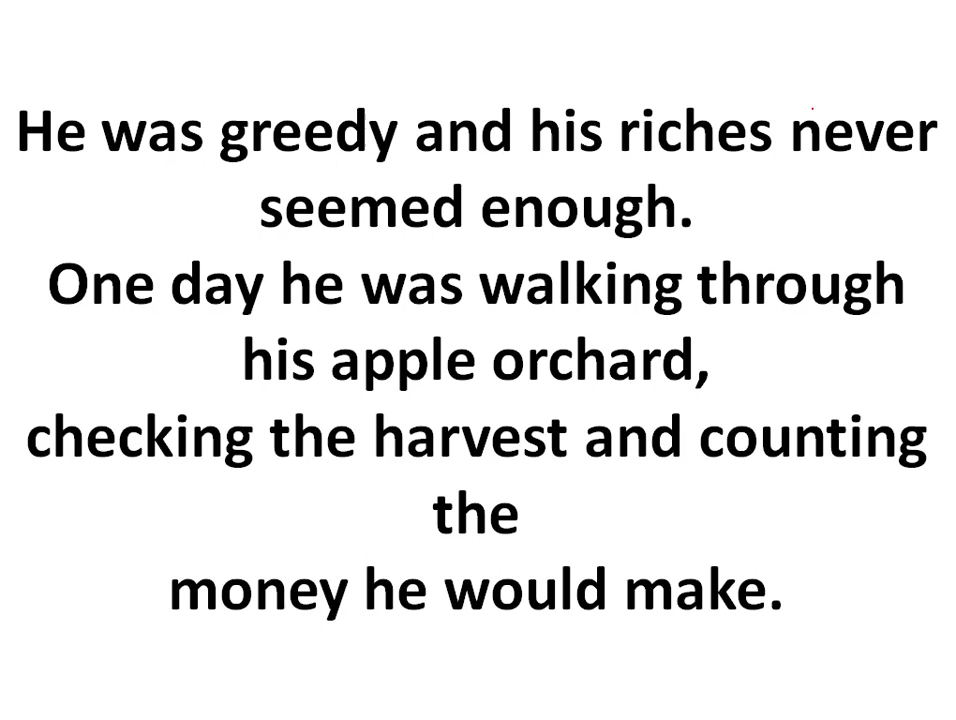 He was greedy and his riches never
seemed enough.
One day he was walking through
his apple orchard,
checking the harvest and counting
the
money he would make.